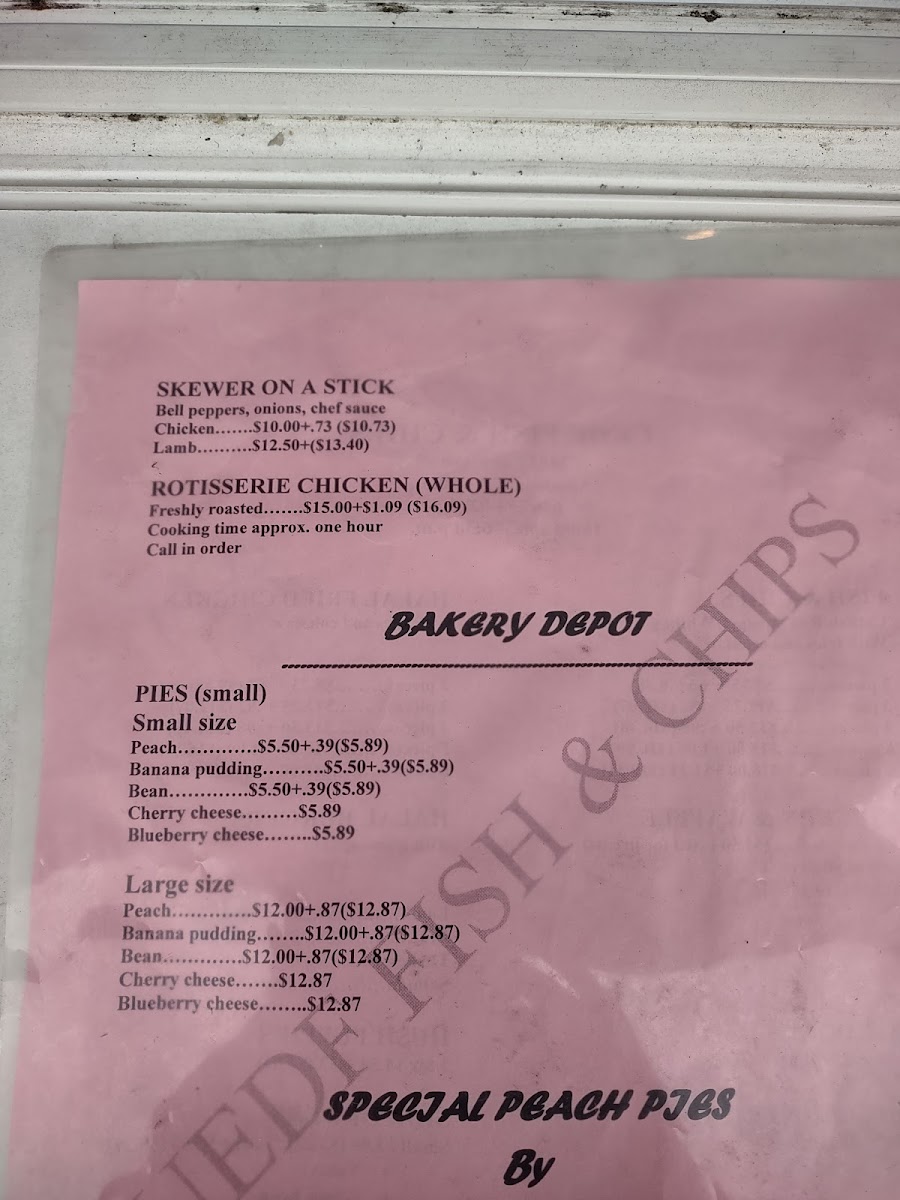 SKEWER ON A STICK
Bell peppers, onions, chef sauce
Chicken.......$10.00+.73 ($10.73)
Lamb..........$12.50+($13.40)
ROTISSERIE CHICKEN (WHOLE)
Freshly roasted.......$15.00+$1.09 ($16.09)
Cooking time approx. one hour
Call in order
BAKERY DEPOT
PIES (small)
Small size
Peach.............$5.50+.39($5.89)
Banana pudding..........$5.50+.39($5.89)
Bean.............$5.50+.39($5.89)
Cherry cheese.........$5.89
Blueberry cheese........$5.89
Large size
Peach.............$12.00+.87($12.87)
Banana pudding........$12.00+.87($12.87)
Bean.............$12.00+.87($12.87)
Cherry cheese.......$12.87
Blueberry cheese........$12.87
FISH & CHIPS
SPECIAL PEACH PIES
By